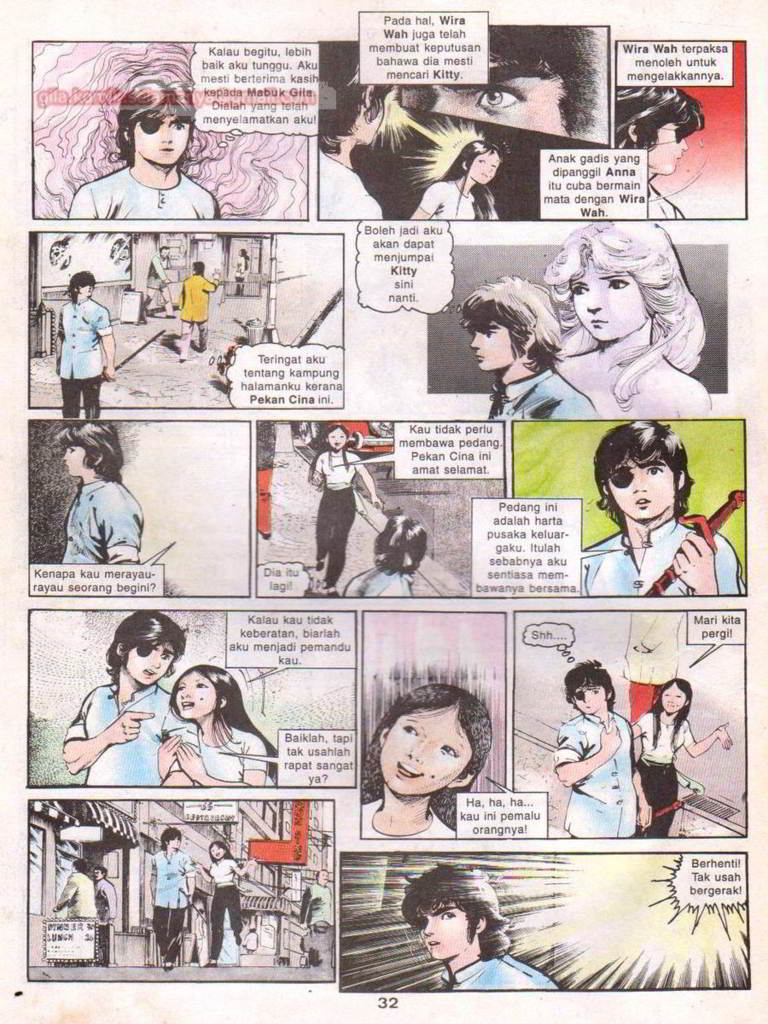 Kalau begitu, lebih
baik aku tunggu. Aku
mesti berterima kasih
kepada Mabuk Gila.
Dialah yang telah
menyelamatkan aku!
Pada hal, Wira
Wah juga telah
membuat keputusan
bahawa dia mesti
mencari Kitty.
Anak gadis yang
dipanggil Anna
itu cuba bermain
mata dengan Wira
Wah.
Wira Wah terpaksa
menoleh untuk
mengelakkannya.
Teringat aku
tentang kampung
halamanku kerana
Pekan Cina ini.
Boleh jadi aku
akan dapat
menjumpai
Kitty
sini
nanti.
Kenapa kau merayau-
rayau seorang begini?
Kau tidak perlu
membawa pedang.
Pekan Cina ini
amat selamat.
Dia itu
lagi!
Pedang ini
adalah harta
pusaka keluar-
gaku. Itulah
sebabnya aku
sentiasa mem-
bawanya bersama.
Kalau kau tidak
keberatan, biarlah
aku menjadi pemandu
kau.
Baiklah, tapi
tak usahlah
rapat sangat
ya?
Ha, ha, ha...
kau ini pemalu
orangnya!
Shh....
Mari kita
pergi!
DINNER
LUNCH
Berhenti!
Tak usah
bergerak!
32